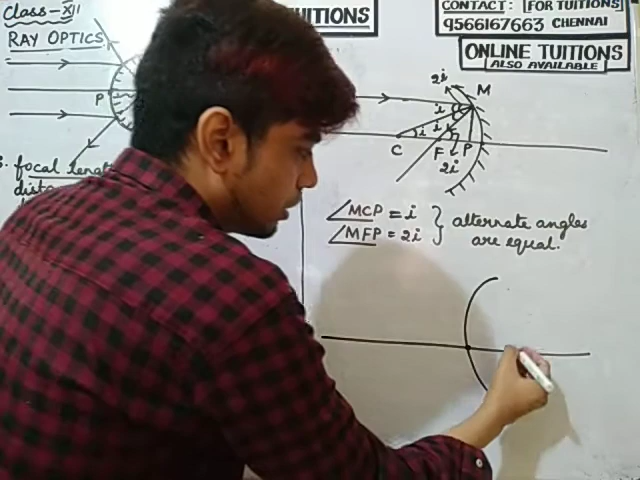 Class-XII
RAY OPTICS
TUITIONS
CONTACT: FOR TUITIONS
9566167663 CHENNAI
ONLINE TUITIONS
ALSO AVAILABLE
P
focal length
2i
M
i
i
i
C
F
P
2i
∠MCP = i
∠MFP = 2i
} alternate angles
are equal.